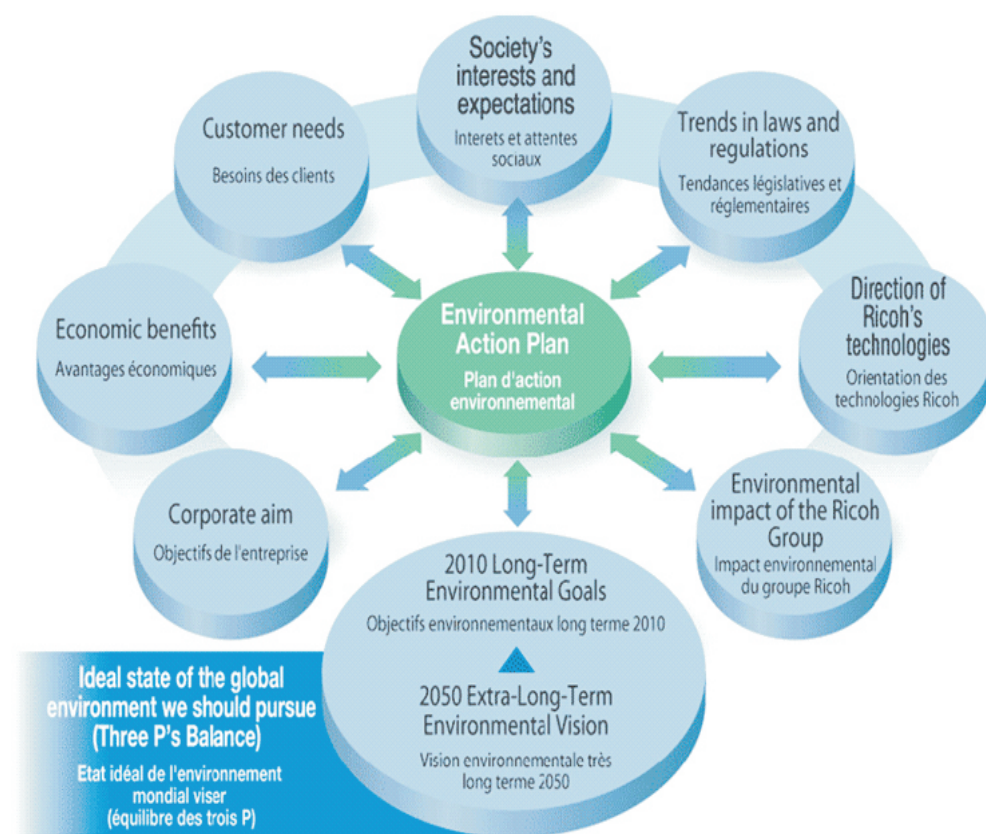 Society's
interests and
expectations
Interets et attentes
sociaux
Customer needs
Besoins des clients
Trends in laws and
regulations
Tendances législatives et
réglementaires
Economic benefits
Avantages économiques
Environmental
Action Plan
Plan d'action
environnemental
Direction of
Ricoh's
technologies
Orientation des
technologies Ricoh
Corporate aim
Objectifs de l'entreprise
Environmental
impact of the Ricoh
Group
Impact environnemental
du groupe Ricoh
2010 Long-Term
Environmental Goals
Objectifs environnementaux long terme 2010
2050 Extra-Long-Term
Environmental Vision
Vision environnementale très
long terme 2050
Ideal state of the global
environment we should pursue
(Three P's Balance)
Etat idéal de l'environnement
mondial viser
(équilibre des trois P)